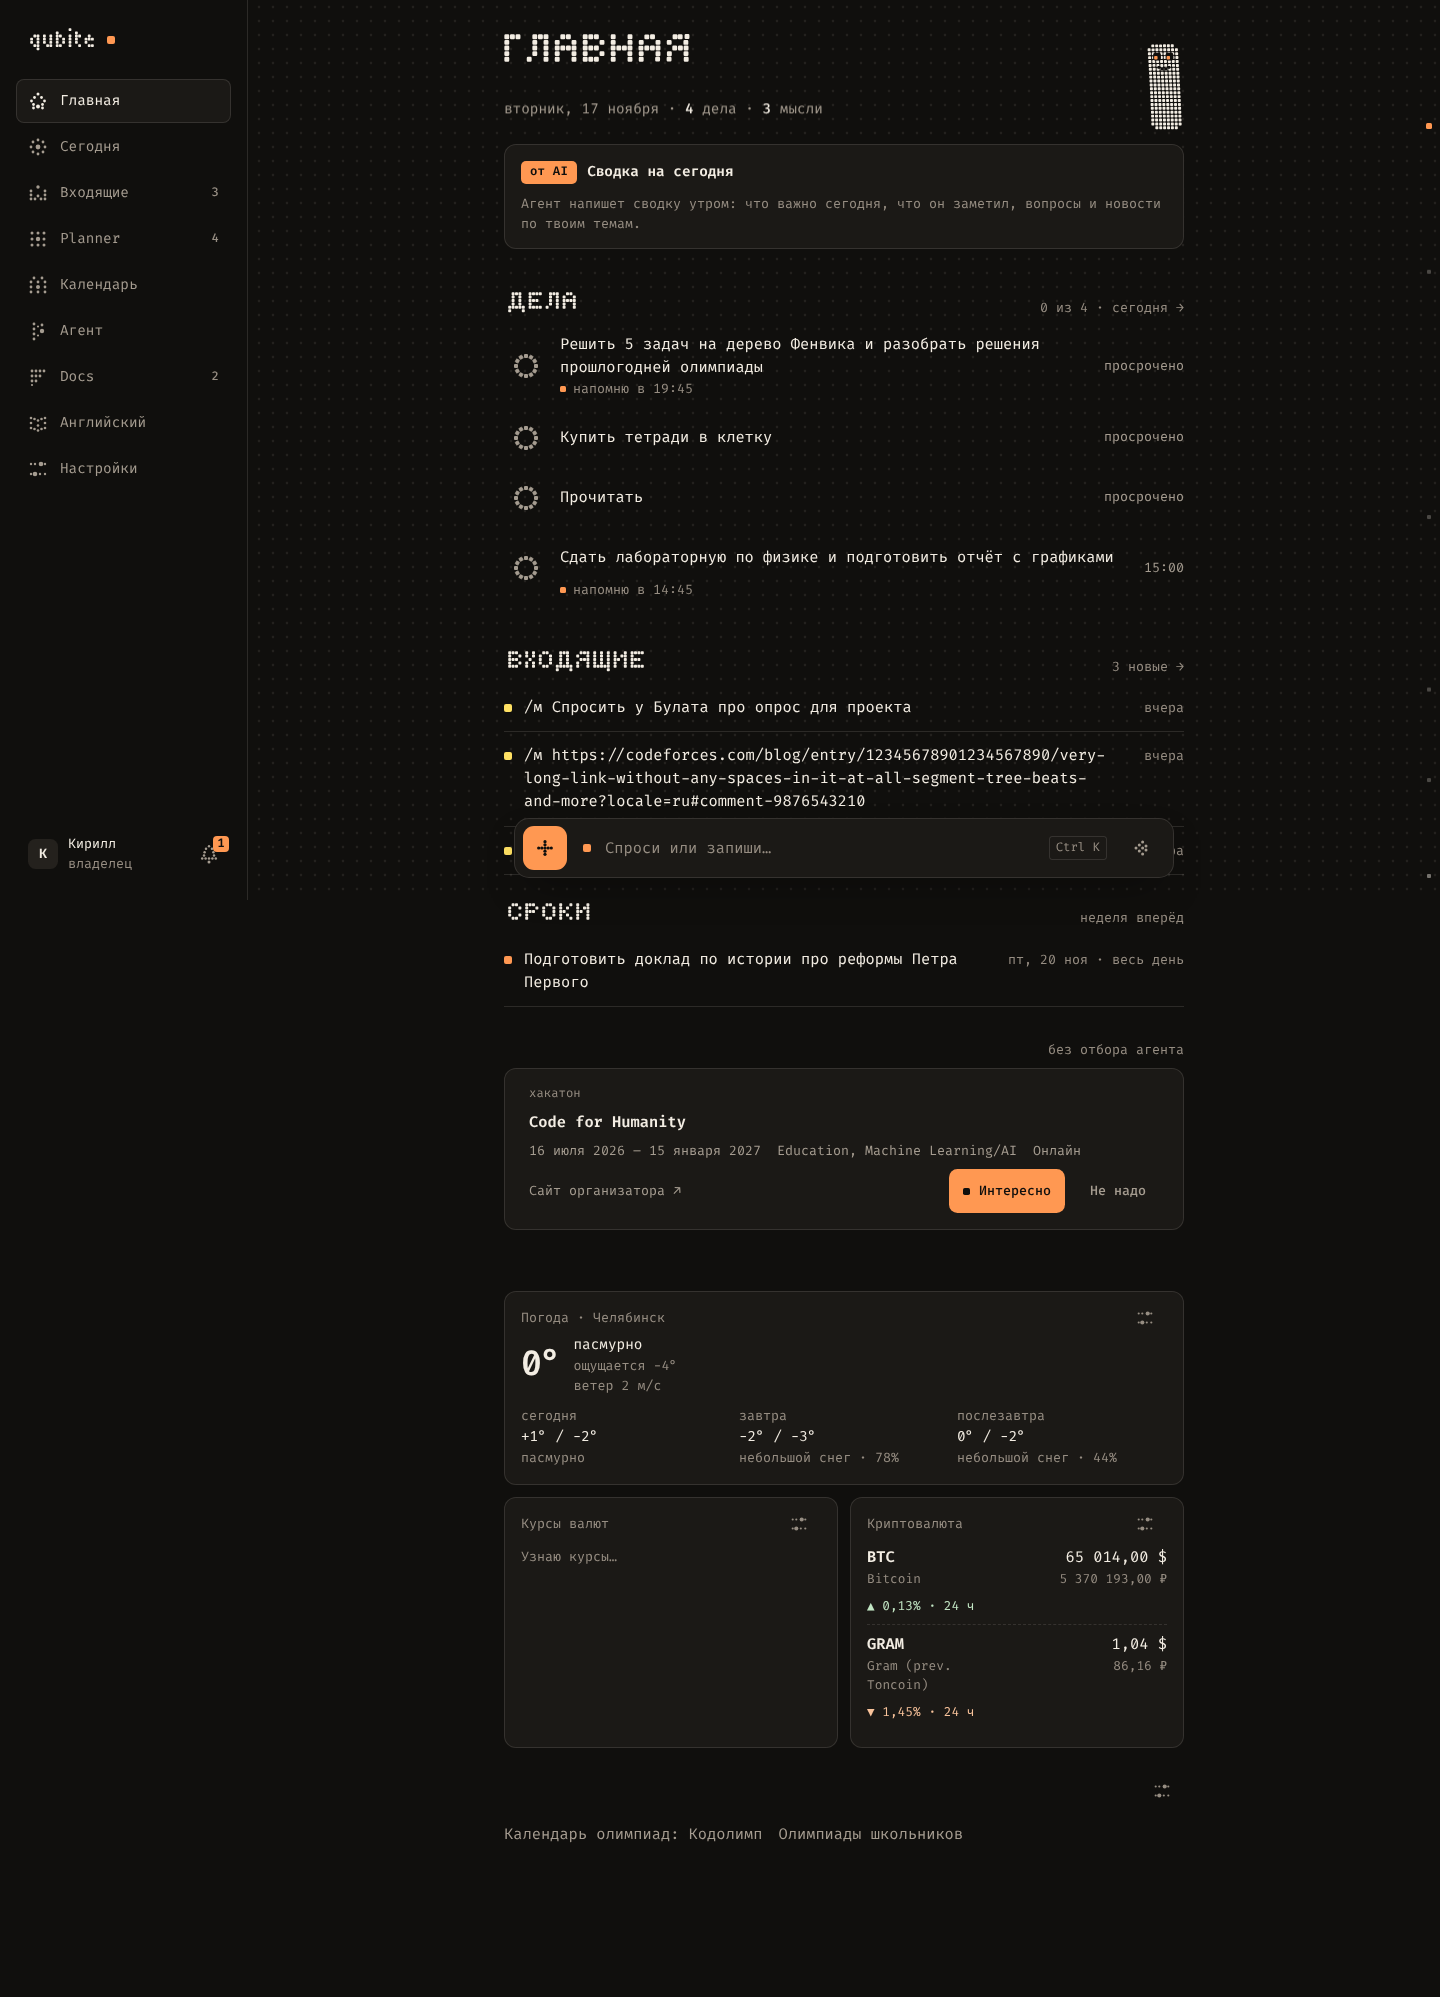 qubite
Главная
Сегодня
Входящие 3
Planner 4
Календарь
Агент
Docs 2
Английский
Настройки
К
Кирилл
владелец
1
ГЛАВНАЯ
вторник, 17 ноября · 4 дела · 3 мысли
от AI Сводка на сегодня
Агент напишет сводку утром: что важно сегодня, что он заметил, вопросы и новости
по твоим темам.
ДЕЛА
0 из 4 · сегодня →
Решить 5 задач на дерево Фенвика и разобрать решения
прошлогодней олимпиады
просрочено
напомню в 19:45
Купить тетради в клетку
просрочено
Прочитать
просрочено
Сдать лабораторную по физике и подготовить отчёт с графиками
15:00
напомню в 14:45
ВХОДЯЩИЕ
3 новые →
/м Спросить у Булата про опрос для проекта
вчера
/м https://codeforces.com/blog/entry/12345678901234567890/very-
long-link-without-any-spaces-in-it-at-all-segment-tree-beats-
and-more?locale=ru#comment-9876543210
вчера
Спроси или запиши…
Ctrl K
СРОКИ
неделя вперёд
Подготовить доклад по истории про реформы Петра
Первого
пт, 20 ноя · весь день
без отбора агента
хакатон
Code for Humanity
16 июля 2026 — 15 января 2027 Education, Machine Learning/AI Онлайн
Сайт организатора ↗
Интересно
Не надо
Погода · Челябинск
0°
пасмурно
ощущается -4°
ветер 2 м/с
сегодня
+1° / -2°
пасмурно
завтра
-2° / -3°
небольшой снег · 78%
послезавтра
0° / -2°
небольшой снег · 44%
Курсы валют
Узнаю курсы…
Криптовалюта
BTC 65 014,00 $
Bitcoin 5 370 193,00 ₽
▲ 0,13% · 24 ч
GRAM 1,04 $
Gram (prev. 86,16 ₽
Toncoin)
▼ 1,45% · 24 ч
Календарь олимпиад: Кодолимп Олимпиады школьников